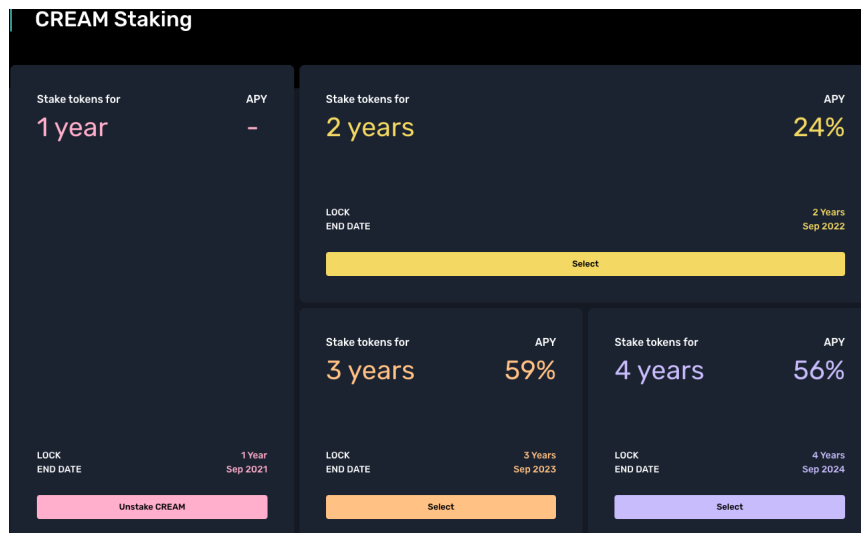 CREAM Staking
Stake tokens for APY
1 year -
LOCK 1 Year
END DATE Sep 2021
Unstake CREAM
Stake tokens for APY
2 years 24%
LOCK 2 Years
END DATE Sep 2022
Select
Stake tokens for APY
3 years 59%
LOCK 3 Years
END DATE Sep 2023
Select
Stake tokens for APY
4 years 56%
LOCK 4 Years
END DATE Sep 2024
Select